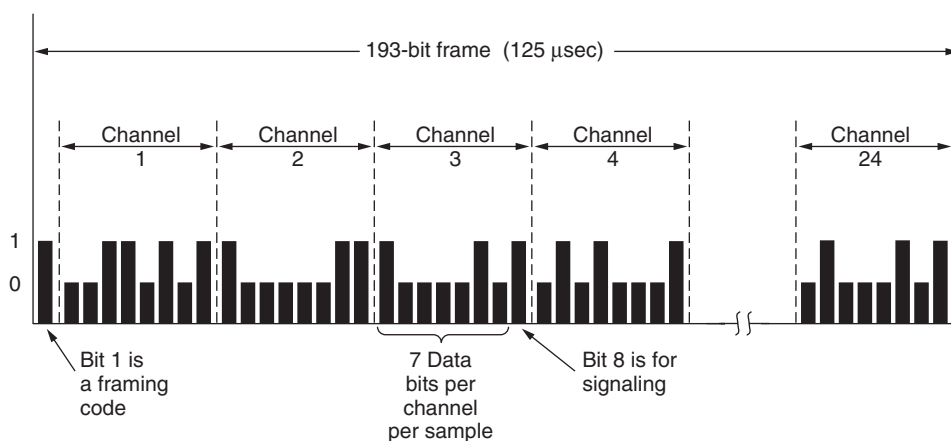 193-bit frame (125 μsec)
Channel
1
Channel
2
Channel
3
Channel
4
Channel
24
1
0
Bit 1 is
a framing
code
7 Data
bits per
channel
per sample
Bit 8 is for
signaling